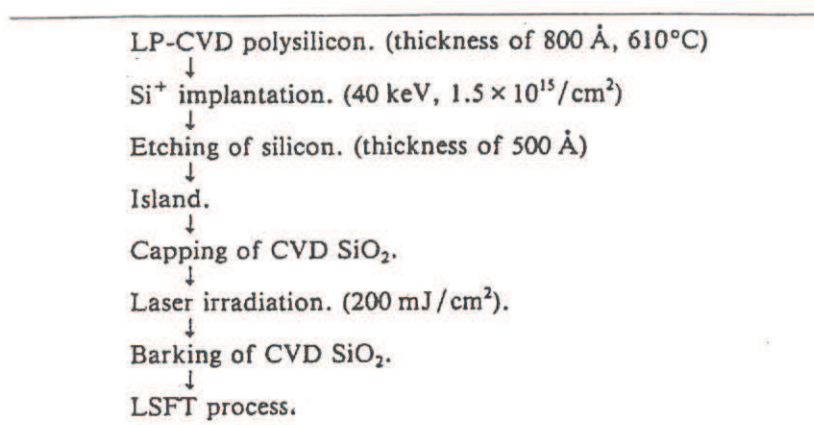 LP-CVD polysilicon. (thickness of 800 Å, 610°C)
↓
Si⁺ implantation. (40 keV, 1.5 × 10¹⁵/cm²)
↓
Etching of silicon. (thickness of 500 Å)
↓
Island.
↓
Capping of CVD SiO₂.
↓
Laser irradiation. (200 mJ/cm²).
↓
Barking of CVD SiO₂.
↓
LSFT process.